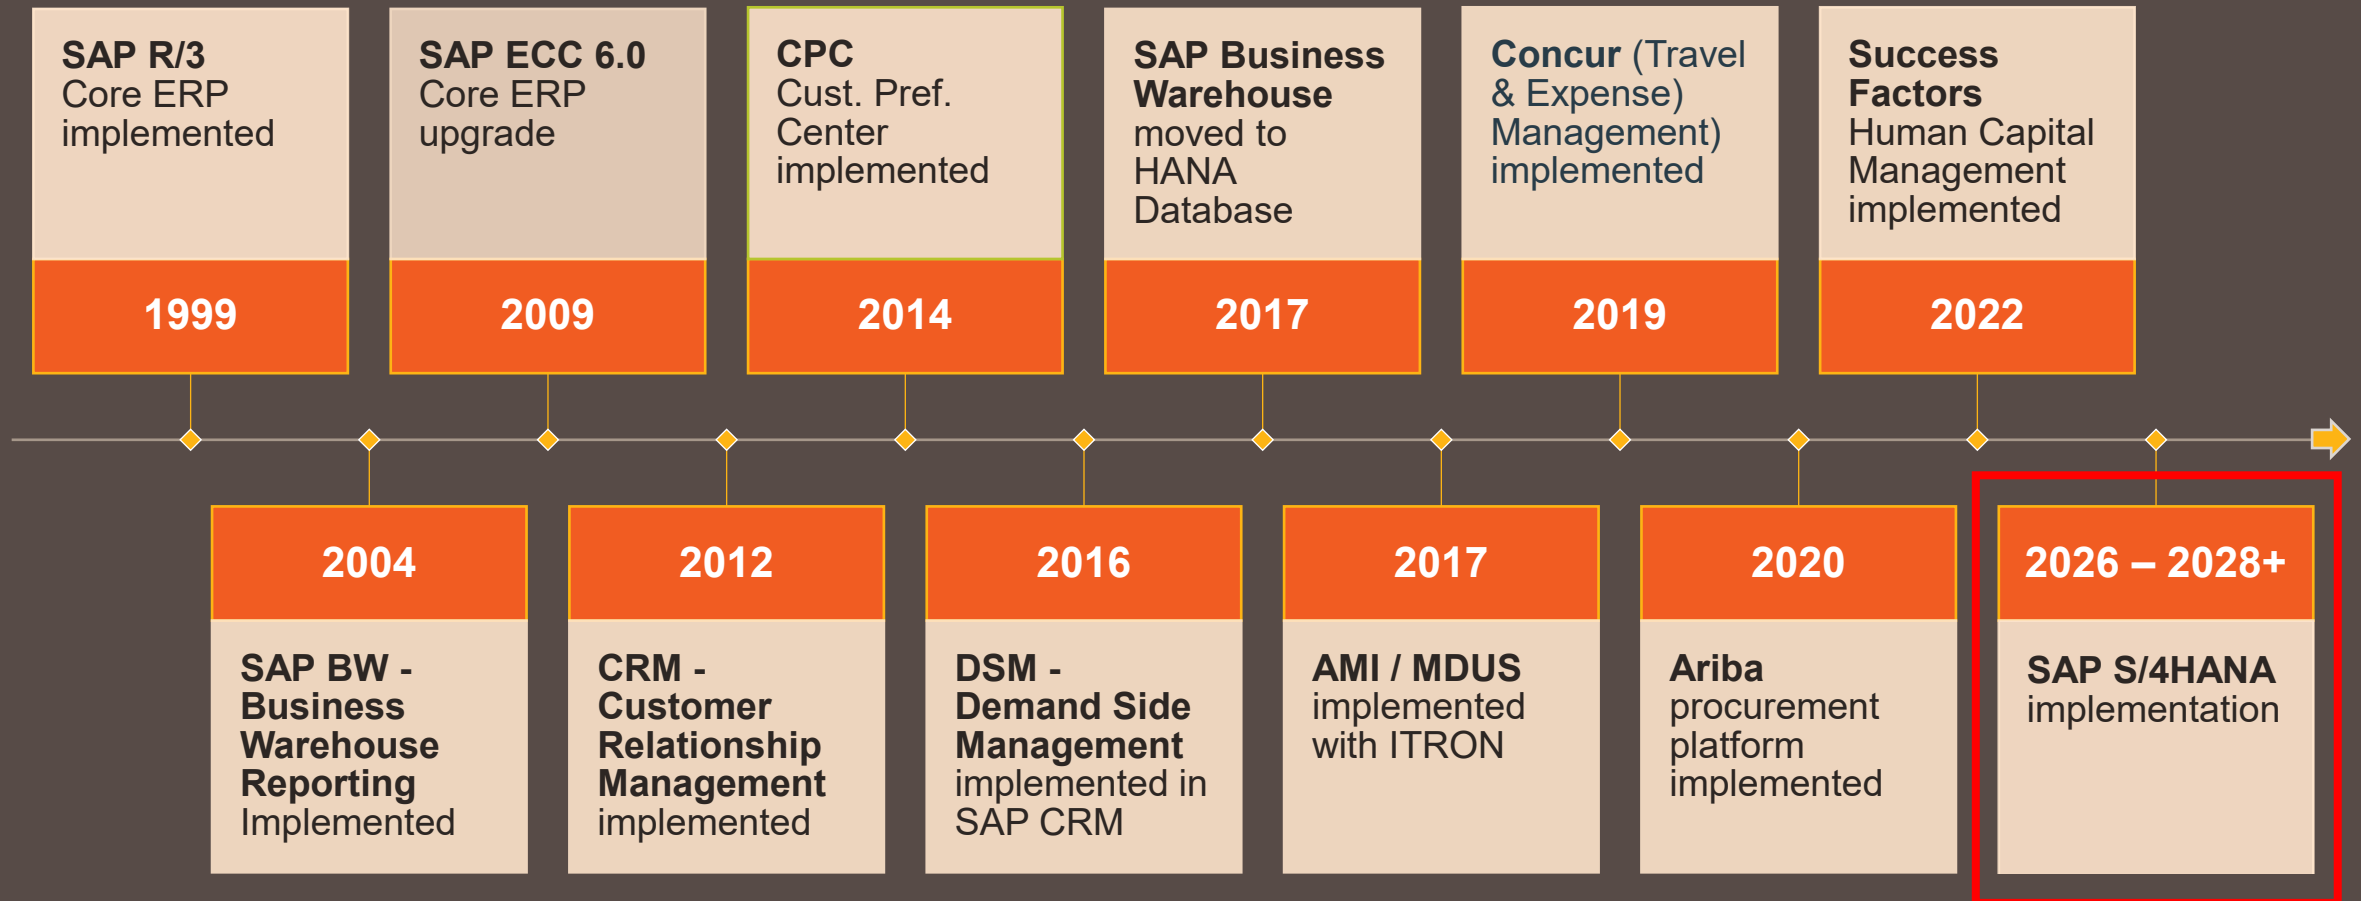 SAP R/3
Core ERP
implemented
1999
SAP ECC 6.0
Core ERP
upgrade
2009
CPC
Cust. Pref.
Center
implemented
2014
SAP Business
Warehouse
moved to
HANA
Database
2017
Concur (Travel
& Expense)
Management)
implemented
2019
Success
Factors
Human Capital
Management
implemented
2022
2004
SAP BW -
Business
Warehouse
Reporting
Implemented
2012
CRM -
Customer
Relationship
Management
implemented
2016
DSM -
Demand Side
Management
implemented in
SAP CRM
2017
AMI / MDUS
implemented
with ITRON
2020
Ariba
procurement
platform
implemented
2026 – 2028+
SAP S/4HANA
implementation